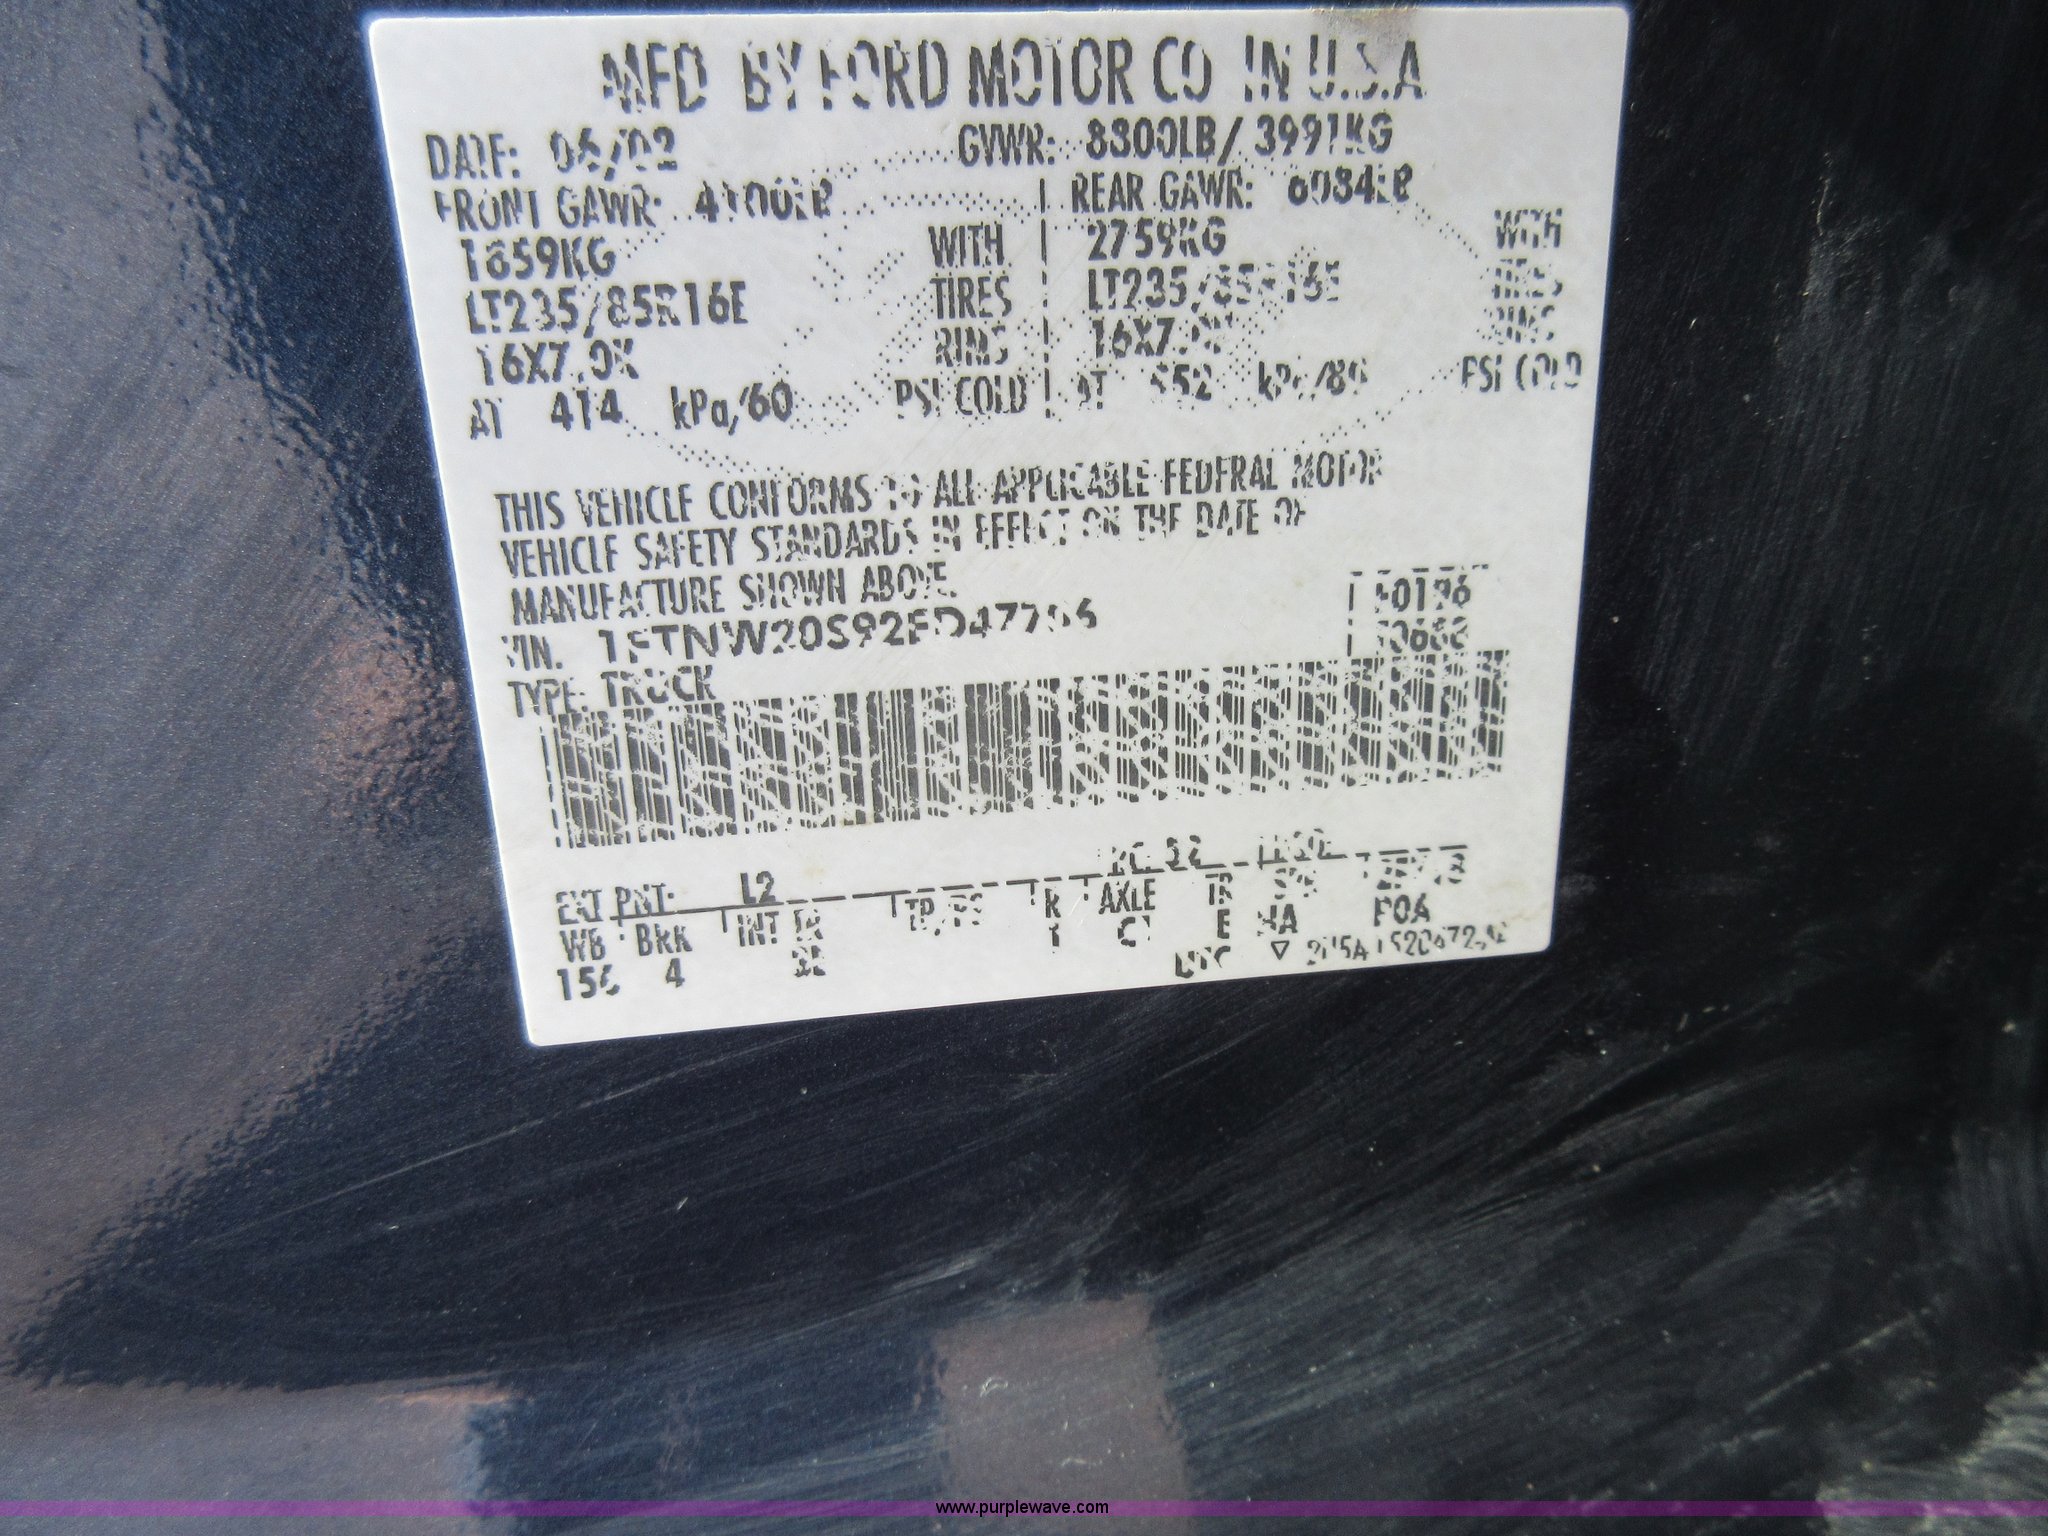 MFD BY FORD MOTOR CO IN U.S.A
DATE: 06/02 GVWR: 8800LB/ 3991KG
FRONT GAWR: 4100LB REAR GAWR: 6084LB
1859KG WITH 2759KG WITH
LT235/85R16E TIRES LT235/85R16E TIRES
16X7.0K RIMS 16X7.0K RIMS
AT 414 kPa/60 PSI COLD AT 552 kPa/80 PSI COLD
THIS VEHICLE CONFORMS TO ALL APPLICABLE FEDERAL MOTOR
VEHICLE SAFETY STANDARDS IN EFFECT ON THE DATE OF
MANUFACTURE SHOWN ABOVE.
VIN:
TYPE: TRUCK
EXT PNT: L2
WB BRK INT TR TP/PS R AXLE TR
156 4 1 E
www.purplewave.com